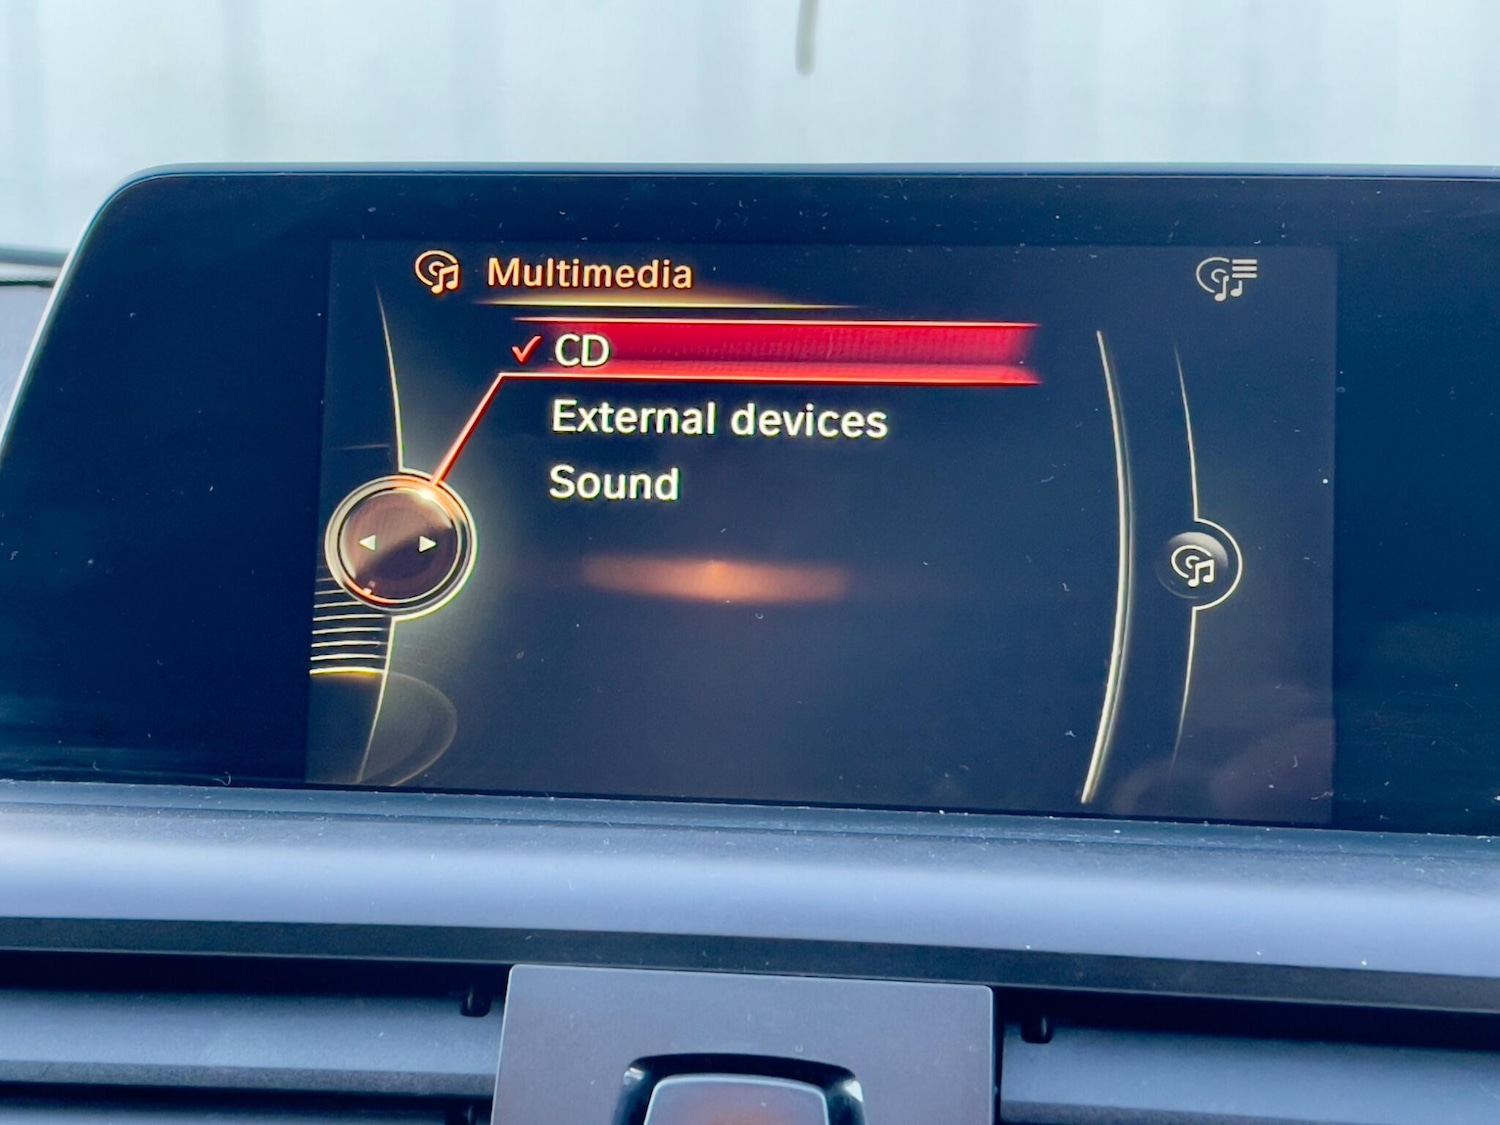 Multimedia
CD
External devices
Sound